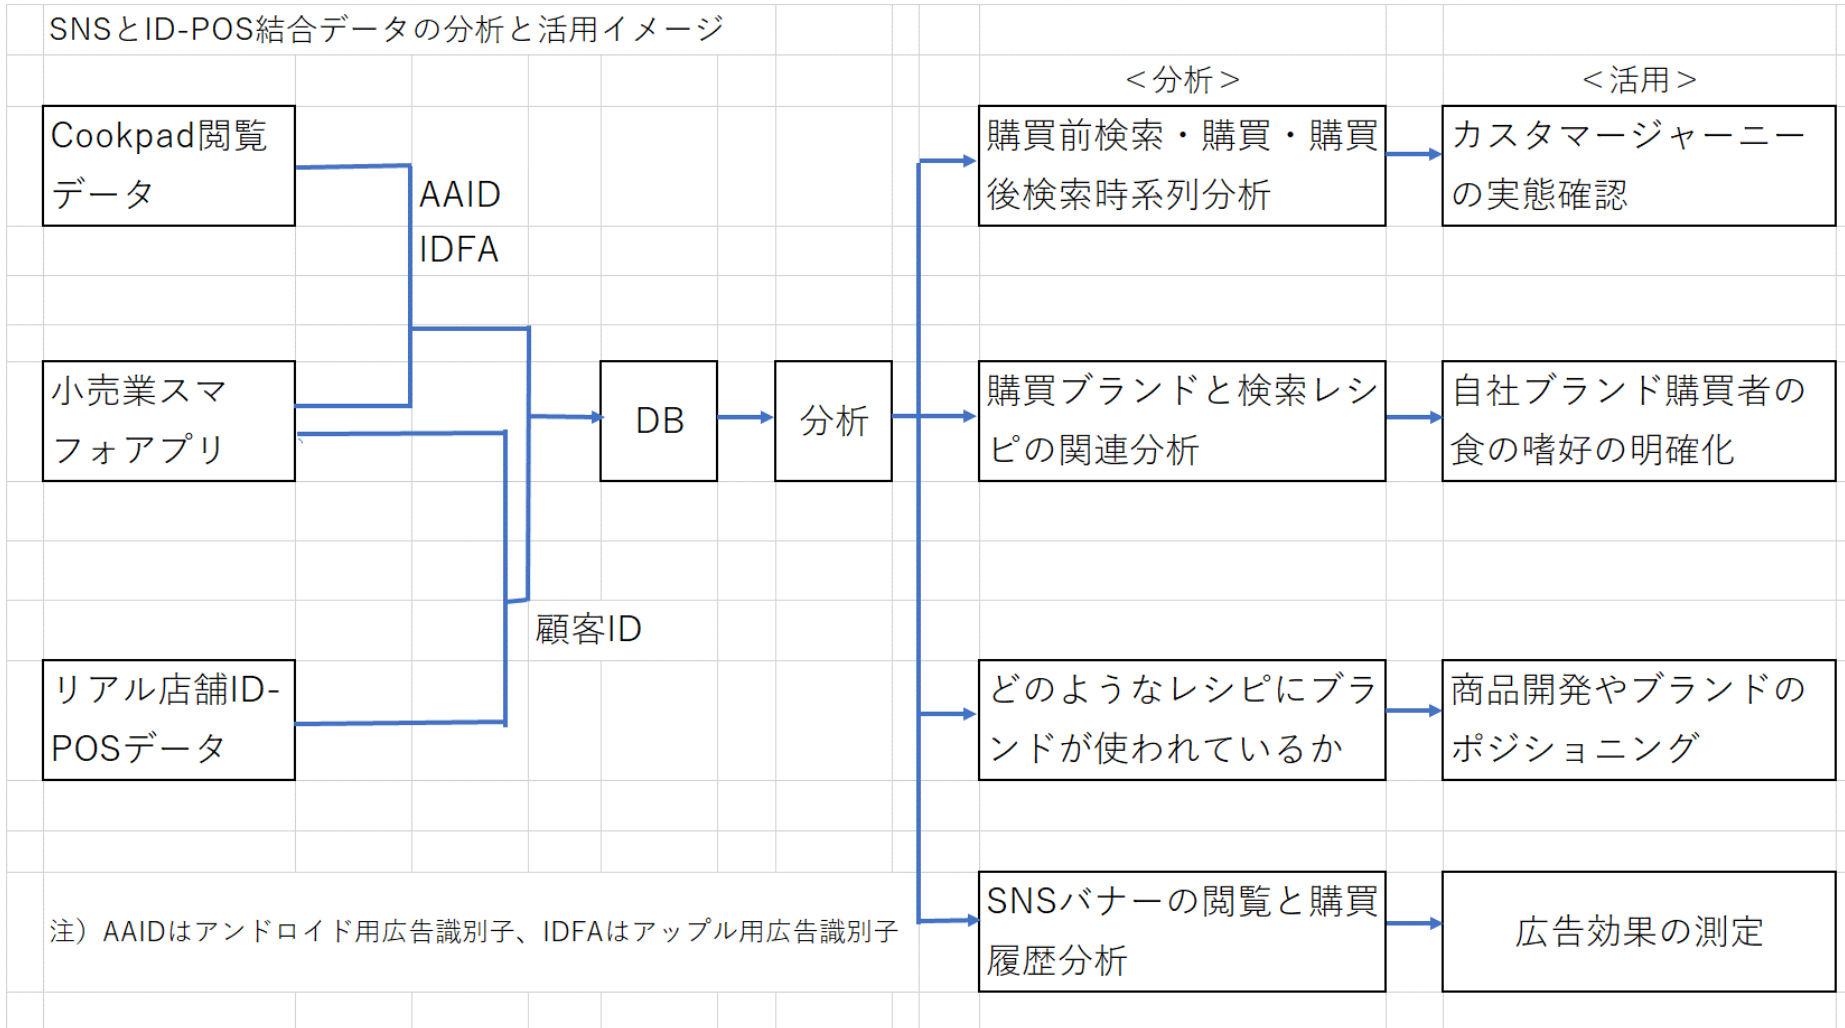 SNSとID-POS結合データの分析と活用イメージ
＜分析＞
＜活用＞
Cookpad閲覧
データ
AAID
IDFA
小売業スマ
フォアプリ
リアル店舗ID-
POSデータ
顧客ID
DB
分析
購買前検索・購買・購買
後検索時系列分析
カスタマージャーニー
の実態確認
購買ブランドと検索レシ
ピの関連分析
自社ブランド購買者の
食の嗜好の明確化
どのようなレシピにブラ
ンドが使われているか
商品開発やブランドの
ポジショニング
SNSバナーの閲覧と購買
履歴分析
広告効果の測定
注）AAIDはアンドロイド用広告識別子、IDFAはアップル用広告識別子